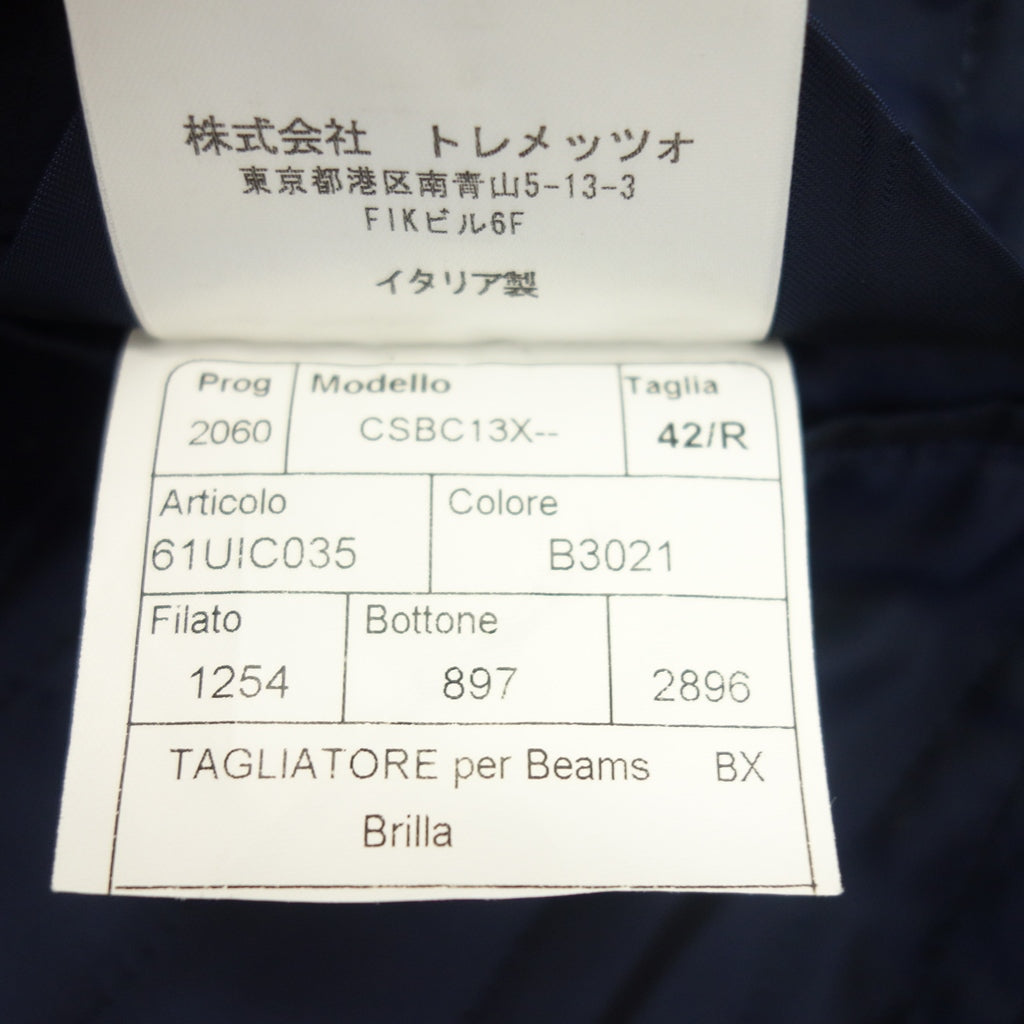 株式会社　トレメッツォ
東京都港区南青山5-13-3
FIKビル6F
イタリア製
Prog Modello Taglia
2060 CSBC13X-- 42/R
Articolo Colore
61UIC035 B3021
Filato Bottone
1254 897 2896
TAGLIATORE per Beams BX
Brilla